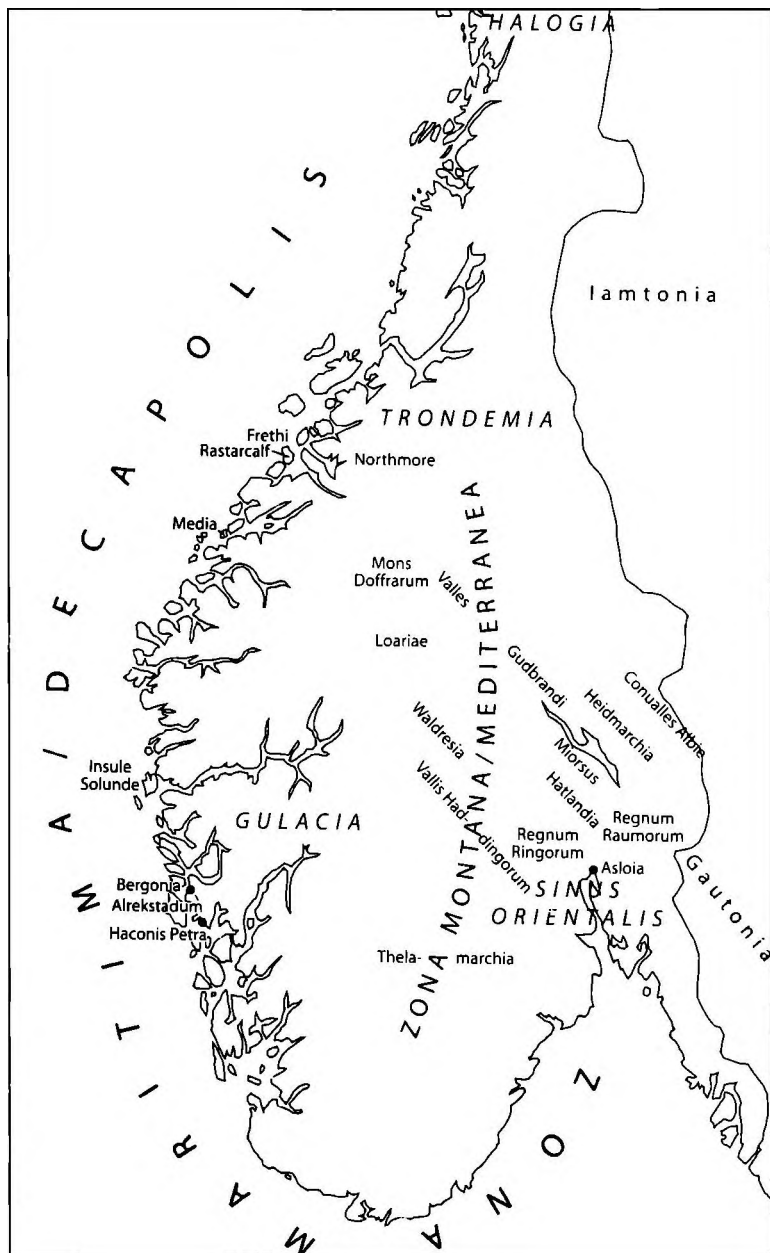 HALOGIA
Iamtonia
TRONDEMIA
Frethi
Rastarcalf
Northmore
Media
Mons
Doffrarum
Valles
Loariae
Gudbrandi
Heidmarchia
Conualles Albie
Miorsus
Waldresia
Hatlandia
Vallis Had-
dingorum
Insule
Solunde
GULACIA
Regnum
Raumorum
Regnum
Ringorum
Asloia
SINUS
ORIENTALIS
Gautonia
Bergonia
Alrekstadum
Haconis Petra
Thela-
marchia
ZONA MONTANA/MEDITERRANEA
ZONA MARITIMA/DECAPOLIS